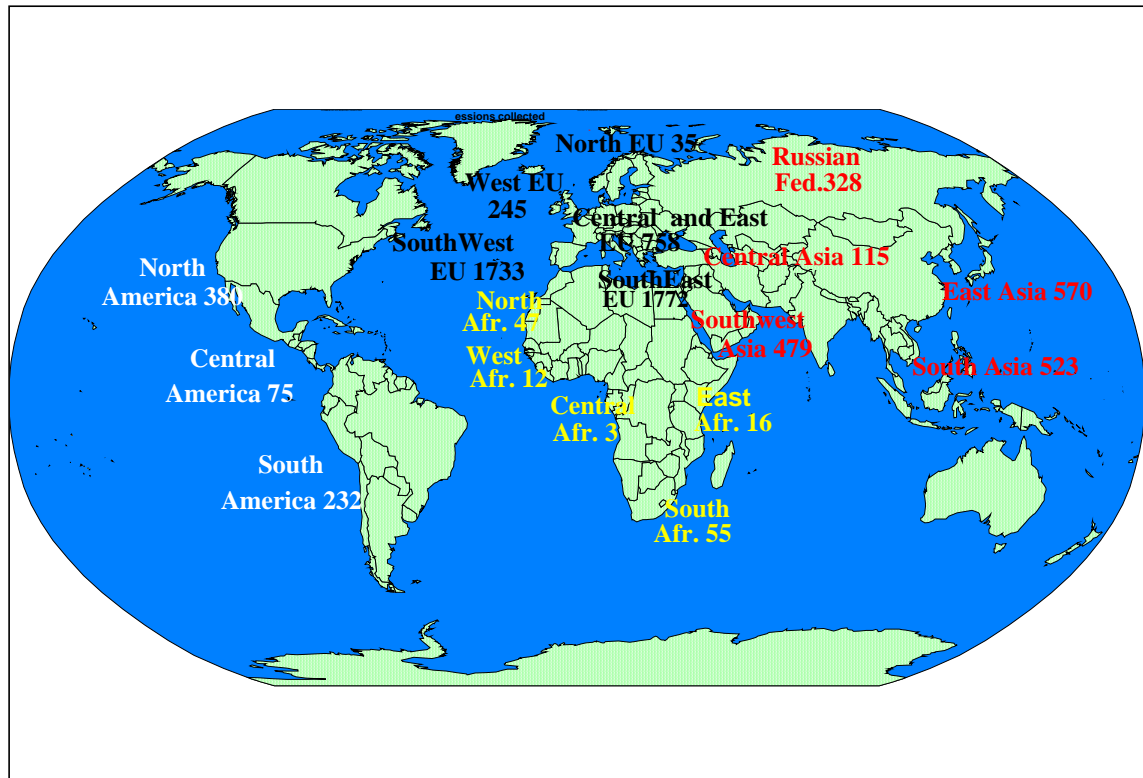 essions collected
North EU 35
Russian
Fed.328
West EU
245
Central and East
EU 758
SouthWest
EU 1733
Central Asia 115
North
America 380
SouthEast
EU 1772
East Asia 570
North
Afr. 47
Southwest
Asia 479
West
Afr. 12
Central
America 75
South Asia 523
Central
Afr. 3
East
Afr. 16
South
America 232
South
Afr. 55